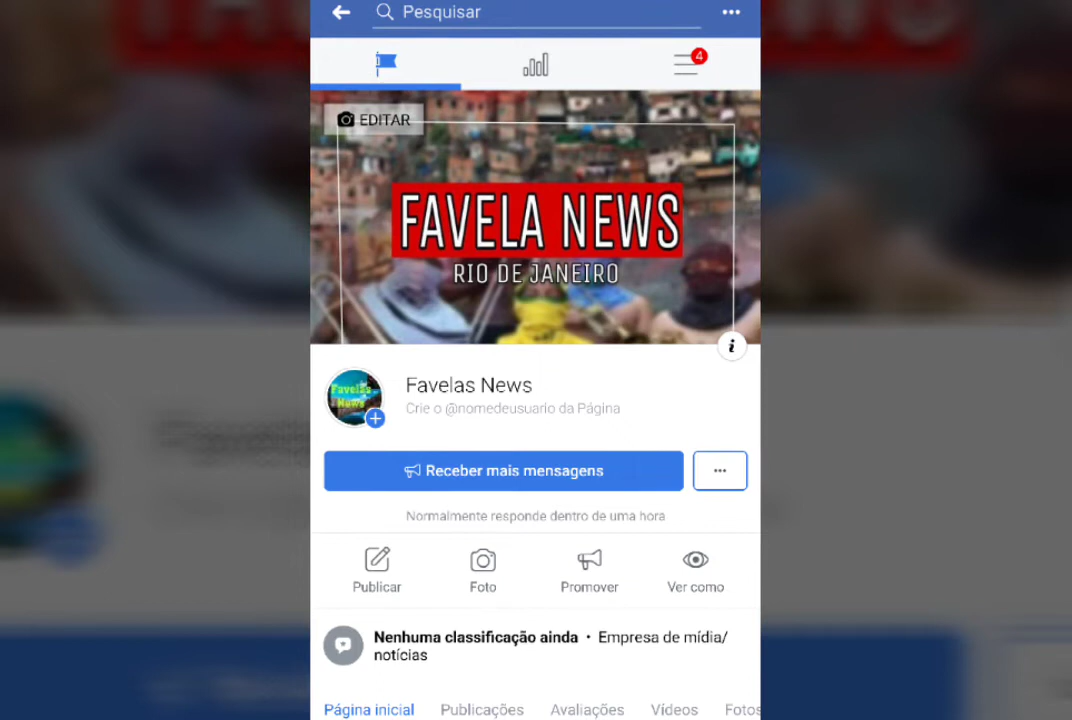 Pesquisar
4
EDITAR
FAVELA NEWS
RIO DE JANEIRO
Favelas
News
Favelas News
Crie o @nomedeusuario da Página
Receber mais mensagens
Normalmente responde dentro de uma hora
Publicar
Foto
Promover
Ver como
Nenhuma classificação ainda • Empresa de mídia/
notícias
Página inicial
Publicações
Avaliações
Vídeos
Fotos